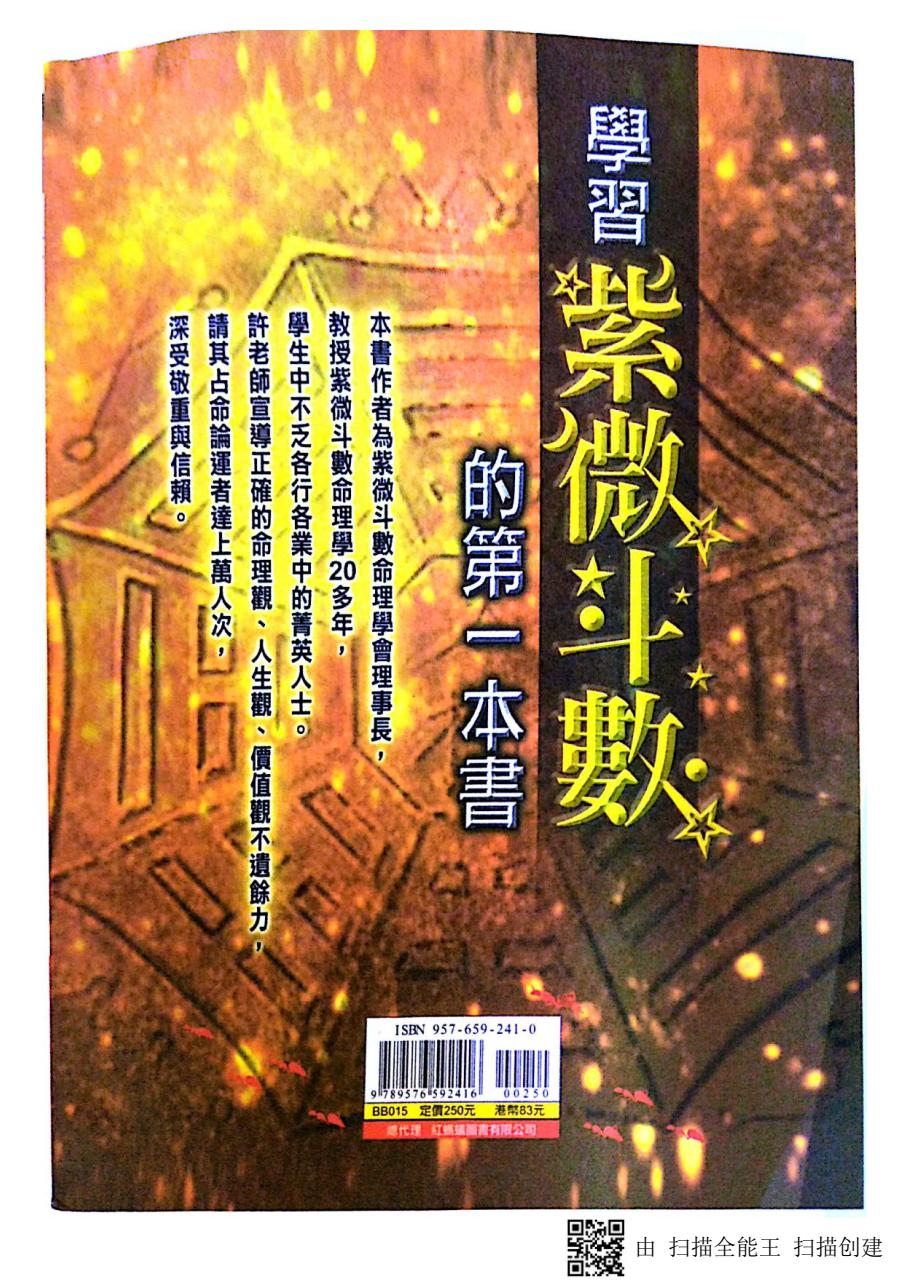 學習
紫微斗數
的第一本書
本書作者為紫微斗數命理學會理事長，
教授紫微斗數命理學20多年，
學生中不乏各行各業中的菁英人士。
許老師宣導正確的命理觀、人生觀、價值觀不遺餘力，
請其占命論運者達上萬人次，
深受敬重與信賴。
ISBN 957-659-241-0
9 789576 592416
00250
BB015 定價250元 港幣83元
總代理 紅螞蟻圖書有限公司
由 扫描全能王 扫描创建